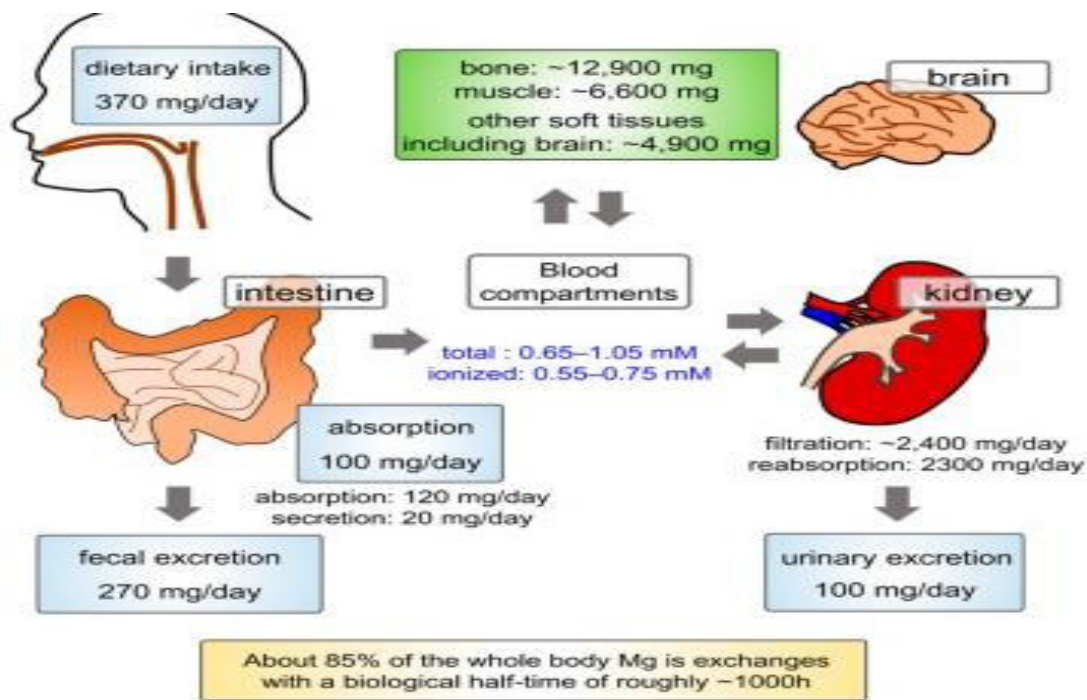 dietary intake
370 mg/day
bone: ~12,900 mg
muscle: ~6,600 mg
other soft tissues
including brain: ~4,900 mg
brain
intestine
Blood
compartments
kidney
total : 0.65–1.05 mM
ionized: 0.55–0.75 mM
absorption
100 mg/day
absorption: 120 mg/day
secretion: 20 mg/day
filtration: ~2,400 mg/day
reabsorption: 2300 mg/day
fecal excretion
270 mg/day
urinary excretion
100 mg/day
About 85% of the whole body Mg is exchanges
with a biological half-time of roughly ~1000h